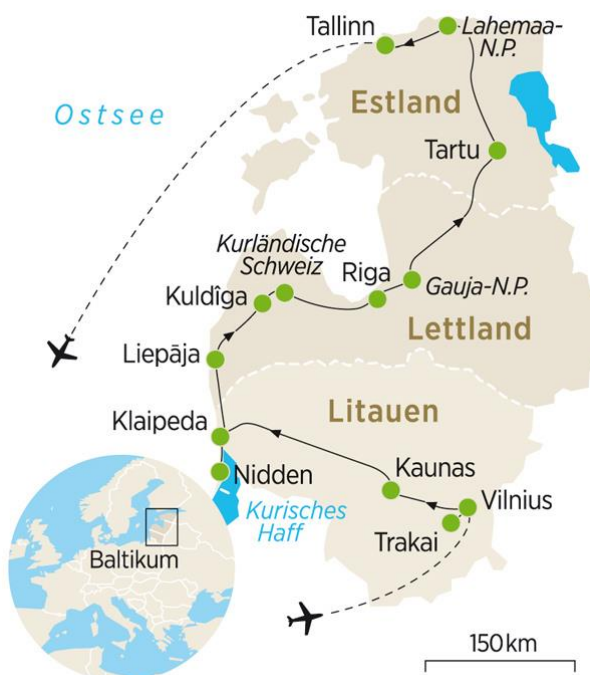 Tallinn
Lahemaa-
N.P.
Ostsee
Estland
Tartu
Kurländische
Schweiz
Riga
Kuldîga
Gauja-N.P.
Lettland
Liepāja
Litauen
Klaipeda
Nidden
Kaunas
Vilnius
Kurisches
Haff
Trakai
Baltikum
150 km